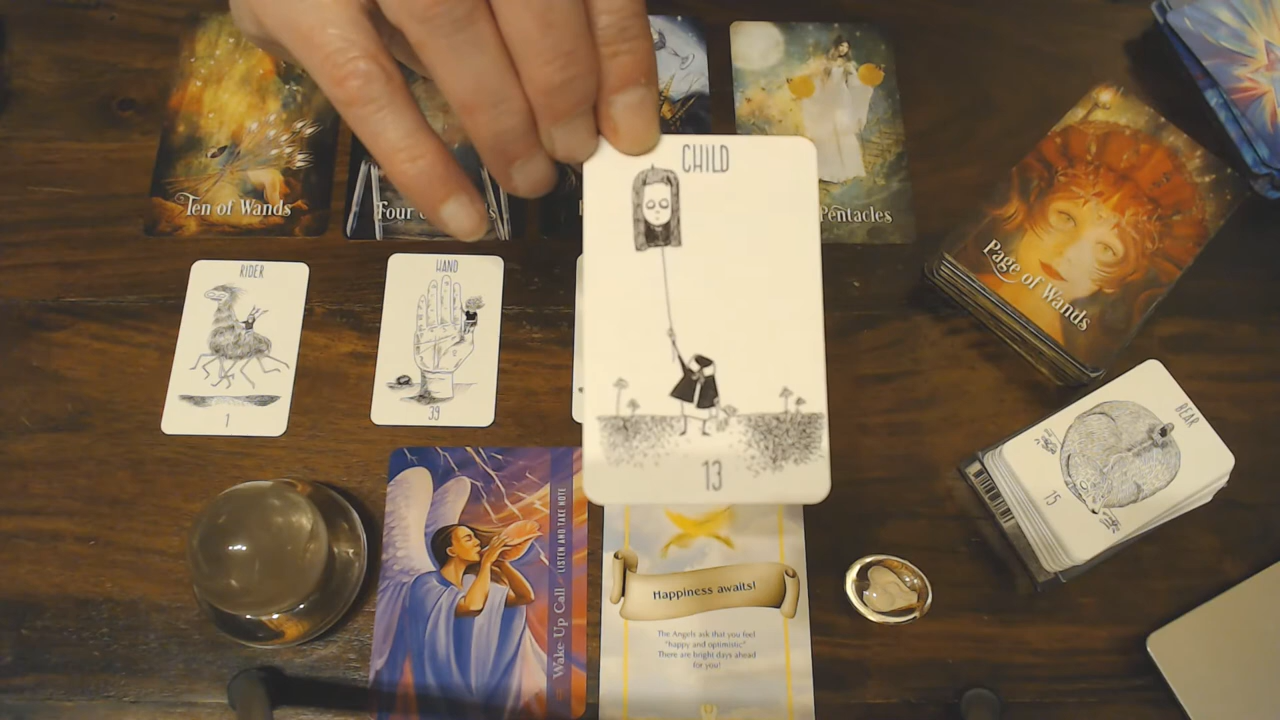 Ten of Wands
Four
Pentacles
CHILD
13
RIDER
1
HAND
39
Page of Wands
BEAR
15
Wake Up Call / LISTEN AND TAKE NOTE
Happiness awaits!
The Angels ask that you feel
"happy and optimistic"
There are bright days ahead
for you!